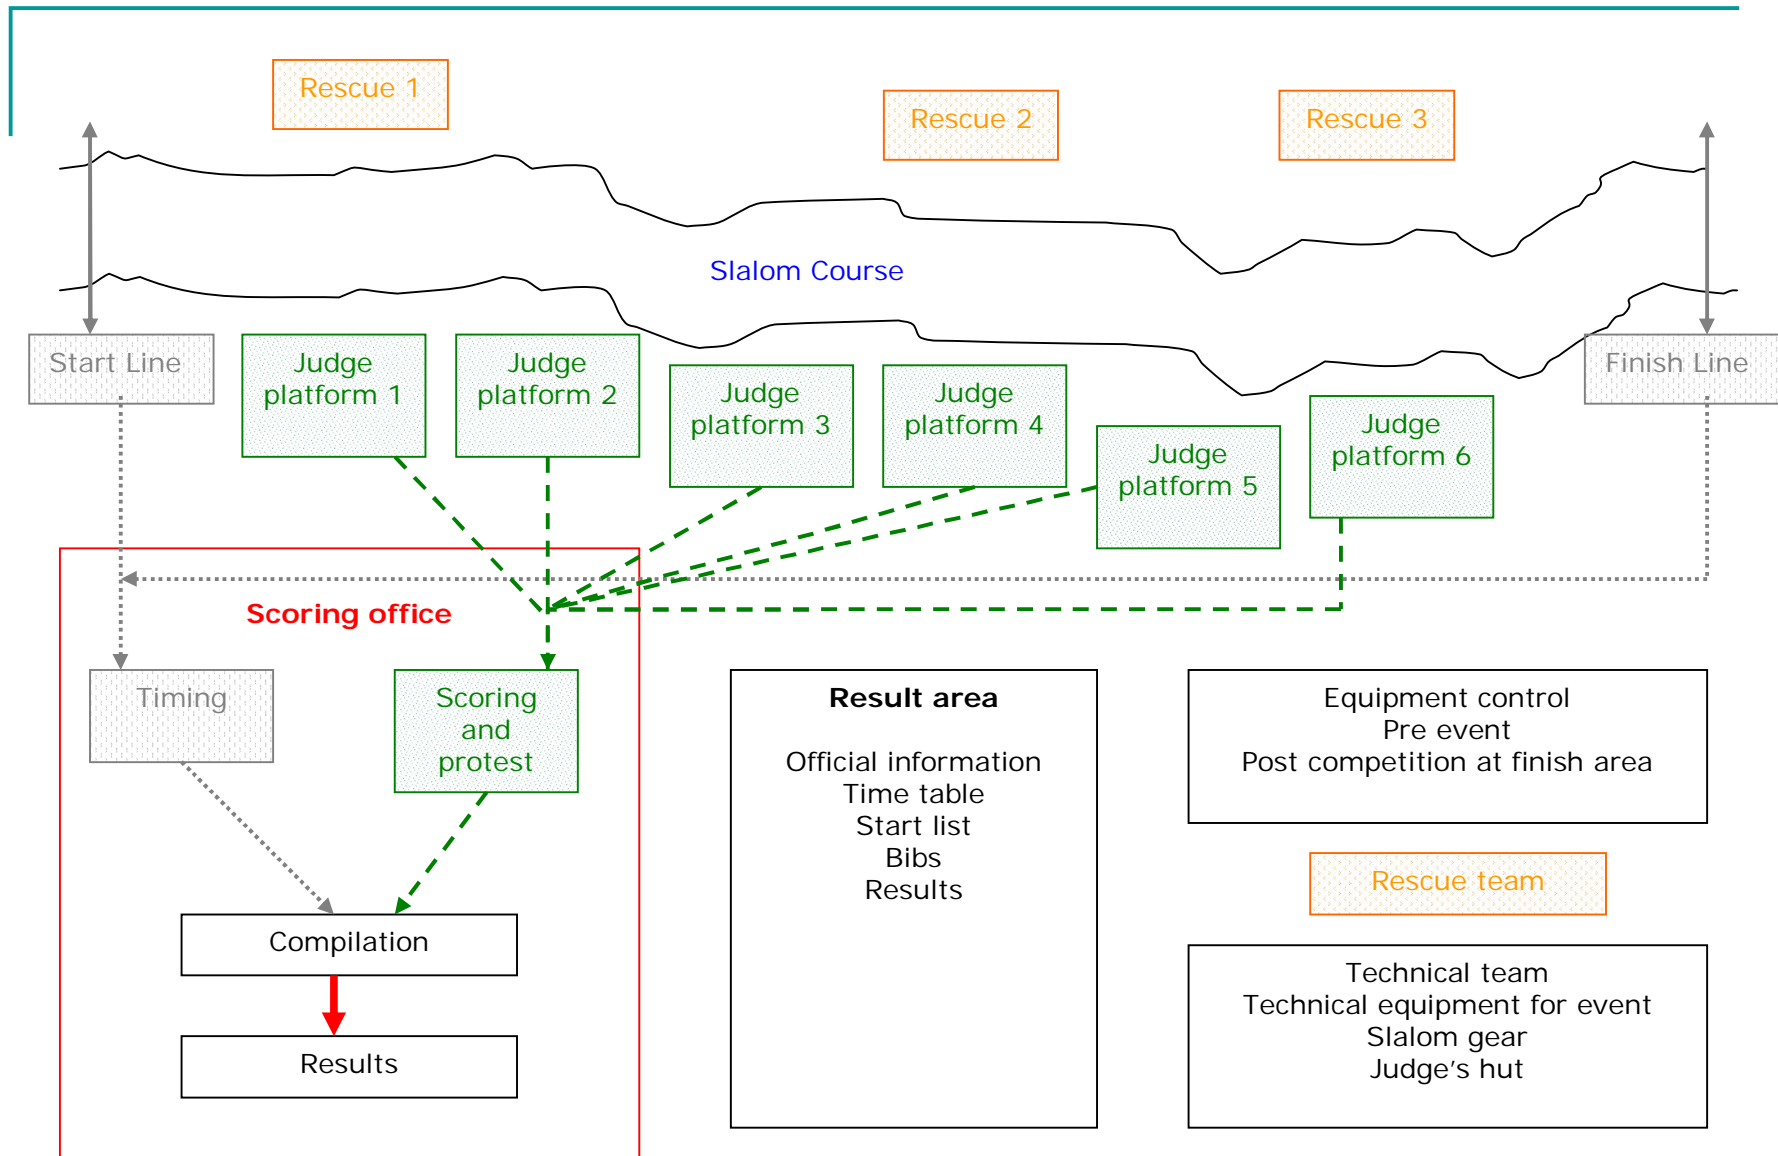 Rescue 1
Rescue 2
Rescue 3
Slalom Course
Start Line
Judge
platform 1
Judge
platform 2
Judge
platform 3
Judge
platform 4
Judge
platform 5
Judge
platform 6
Finish Line
Scoring office
Timing
Scoring
and
protest
Compilation
Results
Result area
Official information
Time table
Start list
Bibs
Results
Equipment control
Pre event
Post competition at finish area
Rescue team
Technical team
Technical equipment for event
Slalom gear
Judge's hut